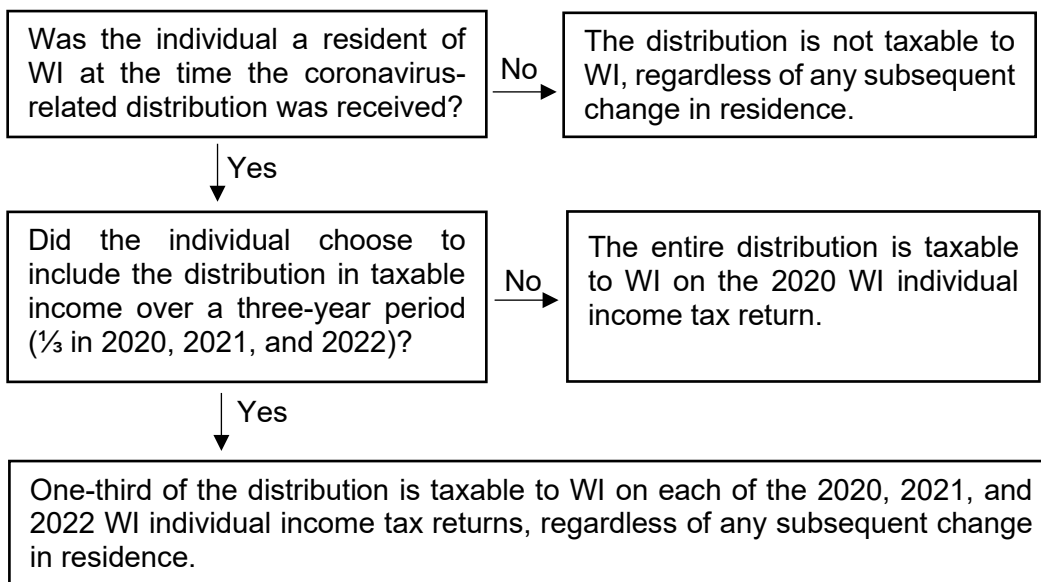 Was the individual a resident of
WI at the time the coronavirus-
related distribution was received?
No
The distribution is not taxable to
WI, regardless of any subsequent
change in residence.
Yes
Did the individual choose to
include the distribution in taxable
income over a three-year period
(⅓ in 2020, 2021, and 2022)?
No
The entire distribution is taxable
to WI on the 2020 WI individual
income tax return.
Yes
One-third of the distribution is taxable to WI on each of the 2020, 2021, and
2022 WI individual income tax returns, regardless of any subsequent change
in residence.